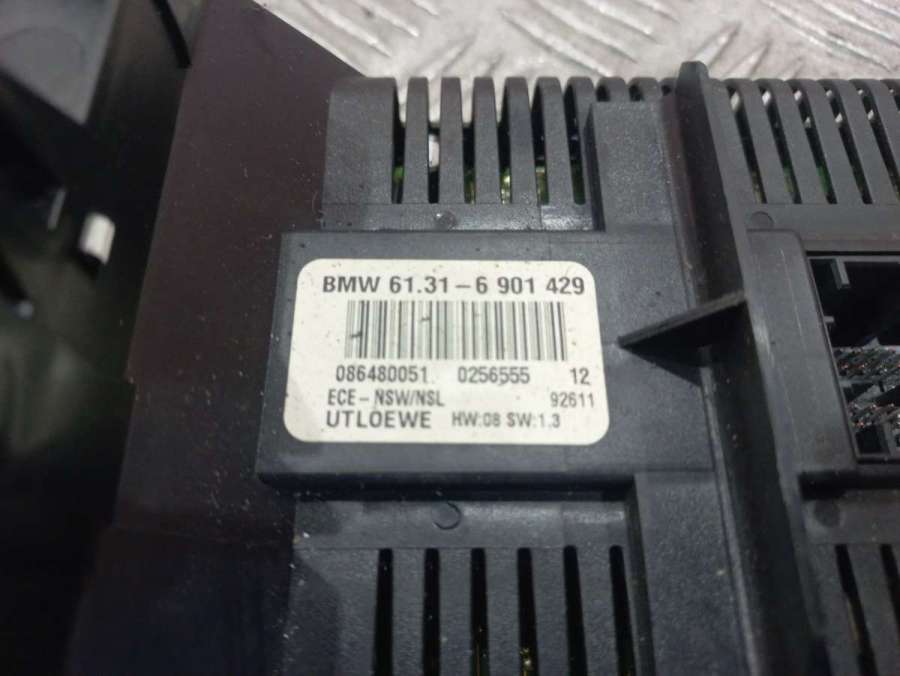 BMW 61.31-6 901 429
086480051. 0256555 12
ECE-NSW/NSL 92611
UTLOEWE HW:08 SW:1.3